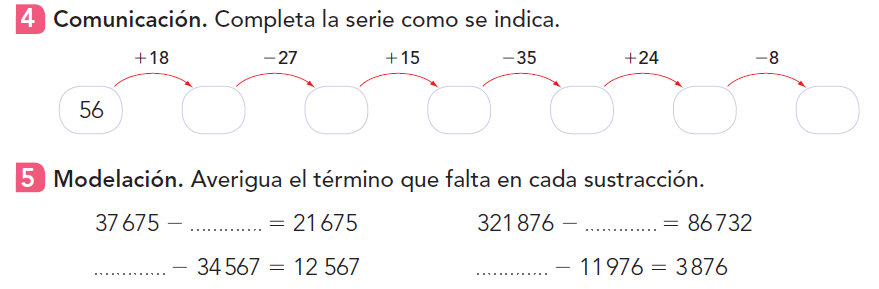 4 Comunicación. Completa la serie como se indica.
+18 −27 +15 −35 +24 −8
56
5 Modelación. Averigua el término que falta en cada sustracción.
37 675 − ............. = 21 675 321 876 − ............. = 86 732
............. − 34 567 = 12 567 ............. − 11 976 = 3 876